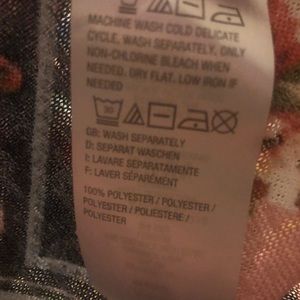 MACHINE WASH COLD DELICATE
CYCLE, WASH SEPARATELY, ONLY
NON-CHLORINE BLEACH WHEN
NEEDED. DRY FLAT. LOW IRON IF
NEEDED
30
GB: WASH SEPARATELY
D: SEPARAT WASCHEN
I: LAVARE SEPARATAMENTE
F: LAVER SÉPARÉMENT
100% POLYESTER / POLYESTER /
POLYESTER / POLIESTERE / :
POLYESTER